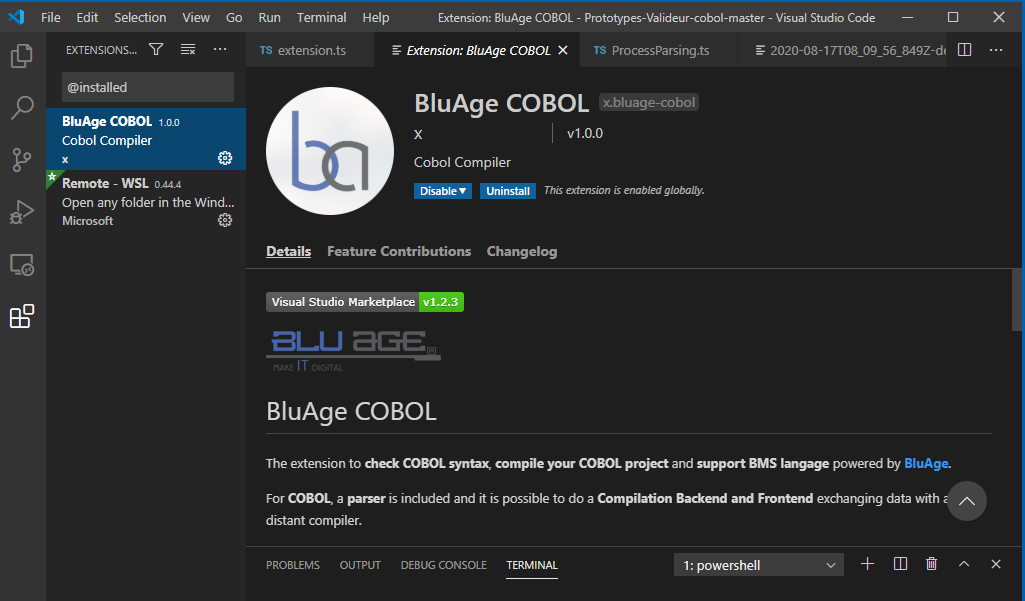 File Edit Selection View Go Run Terminal Help Extension: BluAge COBOL - Prototypes-Valideur-cobol-master - Visual Studio Code
EXTENSIONS...
TS extension.ts
Extension: BluAge COBOL
TS ProcessParsing.ts
2020-08-17T08_09_56_849Z-de
@installed
BluAge COBOL 1.0.0
Cobol Compiler
x
Remote - WSL 0.44.4
Open any folder in the Wind...
Microsoft
ba
BluAge COBOL x.bluage-cobol
x v1.0.0
Cobol Compiler
Disable Uninstall This extension is enabled globally.
Details Feature Contributions Changelog
Visual Studio Marketplace v1.2.3
BLU AGE
MAKE IT DIGITAL
BluAge COBOL
The extension to check COBOL syntax, compile your COBOL project and support BMS langage powered by BluAge.
For COBOL, a parser is included and it is possible to do a Compilation Backend and Frontend exchanging data with a
distant compiler.
PROBLEMS OUTPUT DEBUG CONSOLE TERMINAL 1: powershell